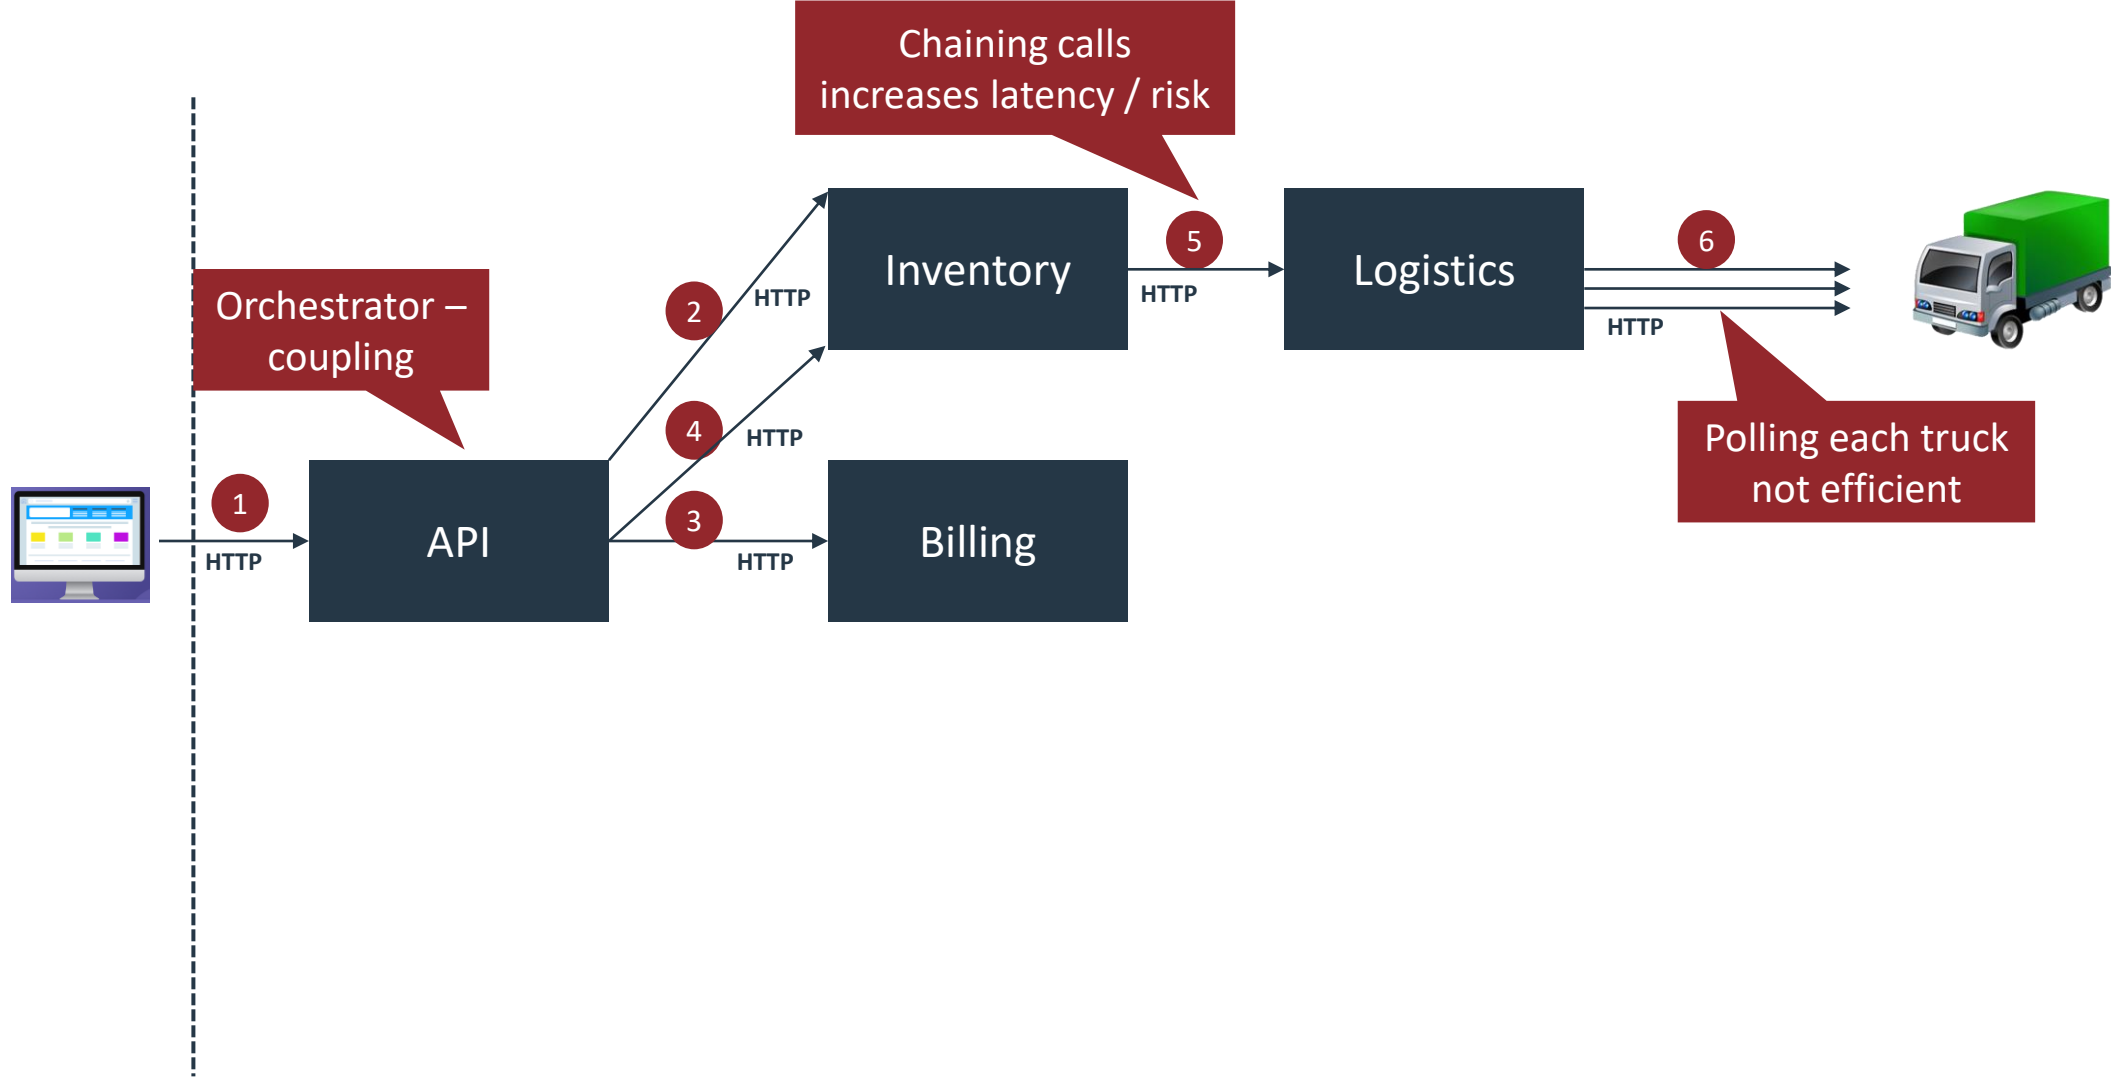 Chaining calls
increases latency / risk
Orchestrator –
coupling
2
HTTP
Inventory
5
HTTP
Logistics
6
HTTP
4
HTTP
Polling each truck
not efficient
1
HTTP
API
3
HTTP
Billing